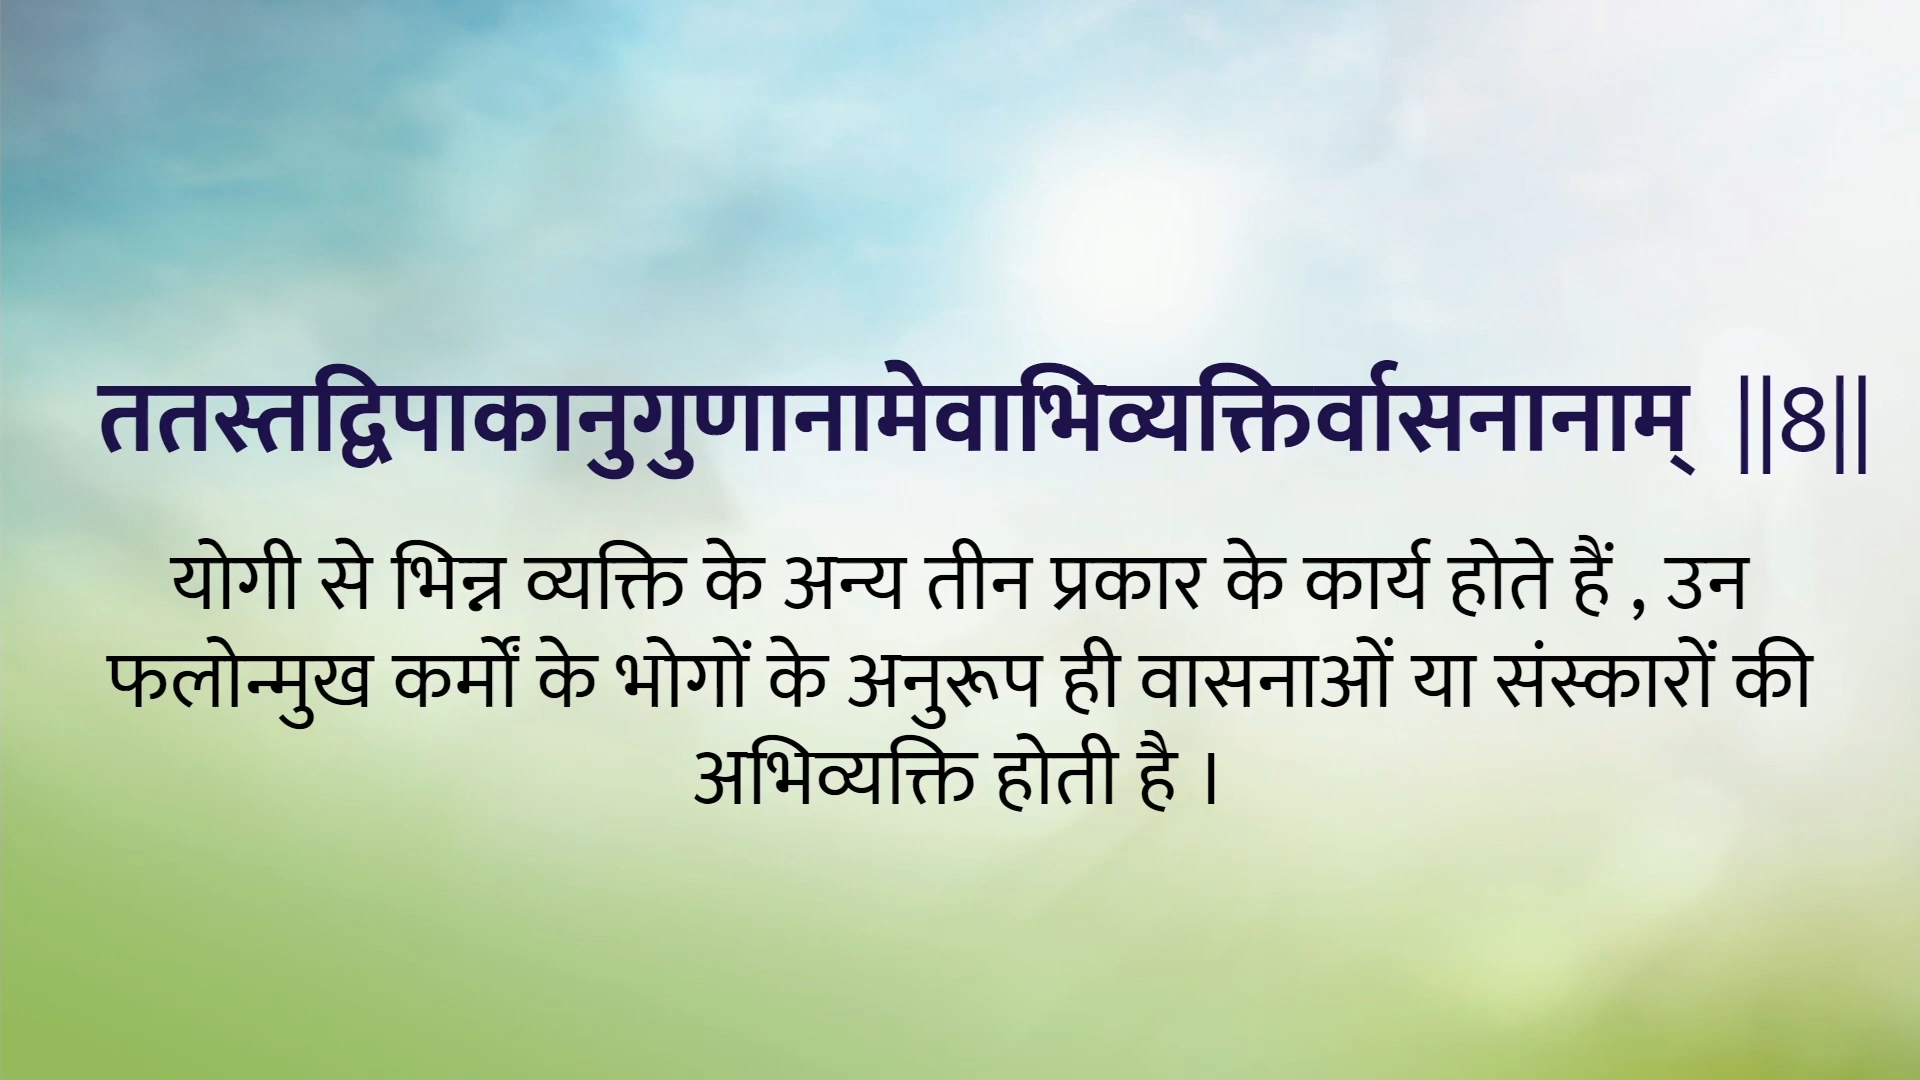 ततस्तद्विपाकानुगुणानामेवाभिव्यक्तिर्वासनानाम् ||8||
योगी से भिन्न व्यक्ति के अन्य तीन प्रकार के कार्य होते हैं , उन
फलोन्मुख कर्मों के भोगों के अनुरूप ही वासनाओं या संस्कारों की
अभिव्यक्ति होती है ।